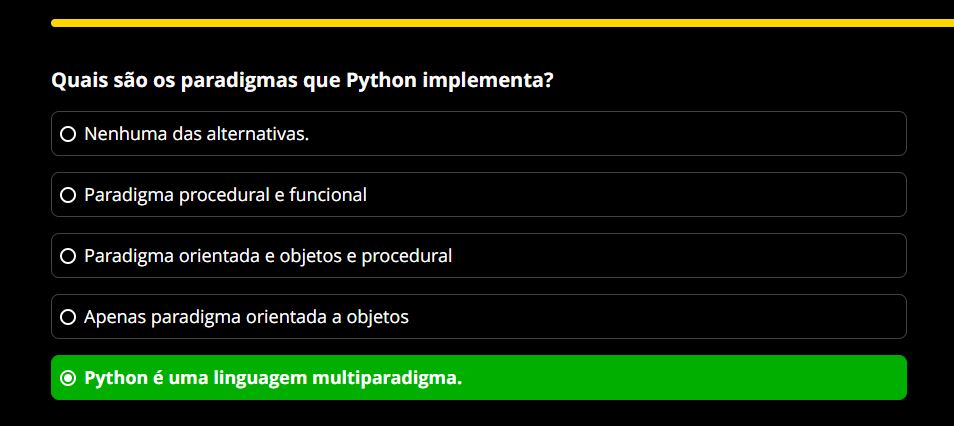 Quais são os paradigmas que Python implementa?
Nenhuma das alternativas.
Paradigma procedural e funcional
Paradigma orientada e objetos e procedural
Apenas paradigma orientada a objetos
Python é uma linguagem multiparadigma.